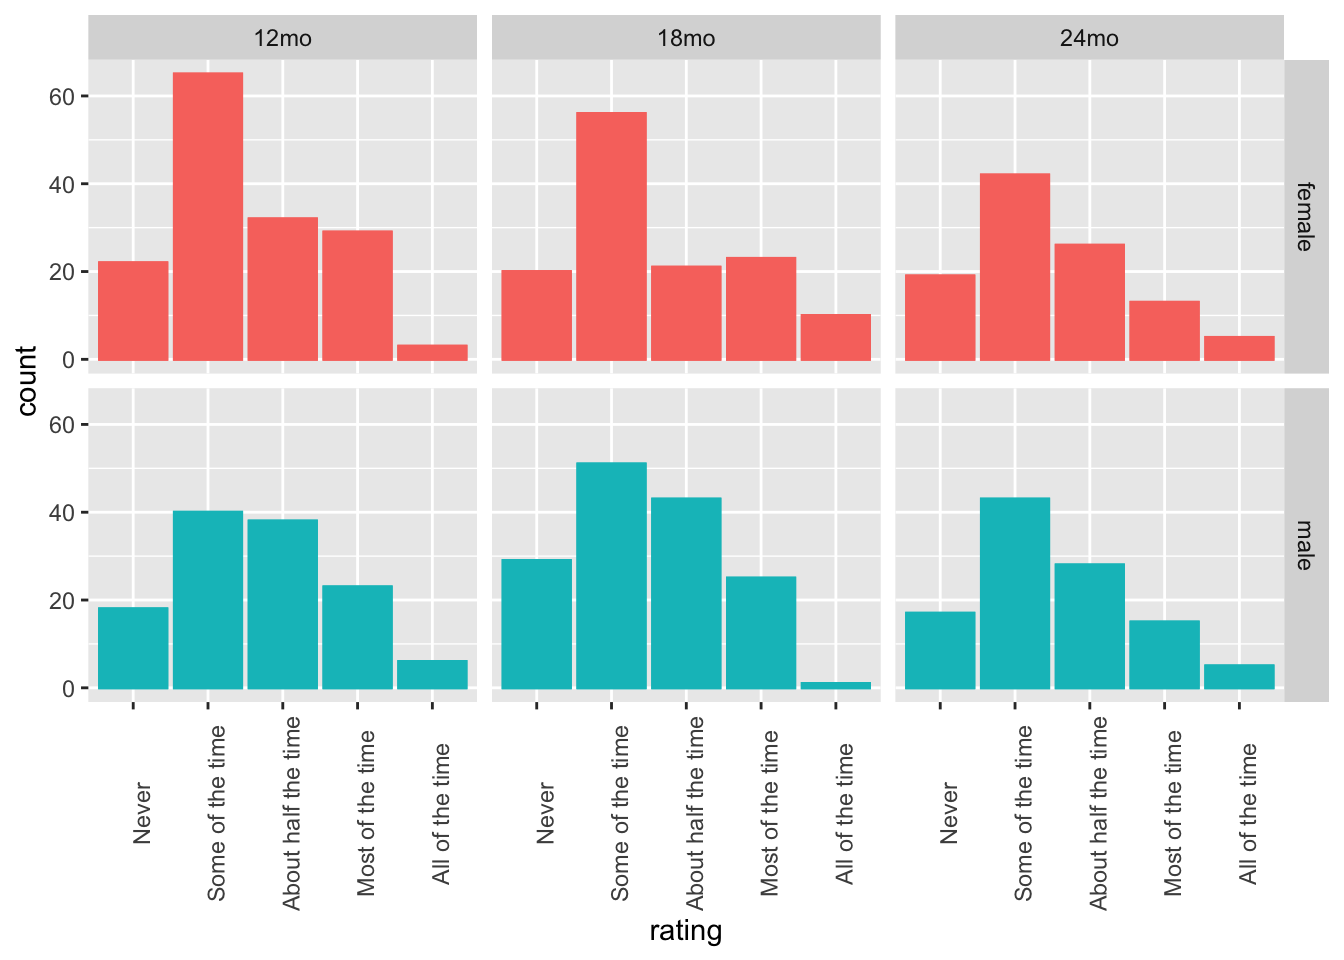 12mo 18mo 24mo
60
40
20
0
female
count
60
40
20
0
male
Never Some of the time About half the time Most of the time All of the time
Never Some of the time About half the time Most of the time All of the time
Never Some of the time About half the time Most of the time All of the time
rating